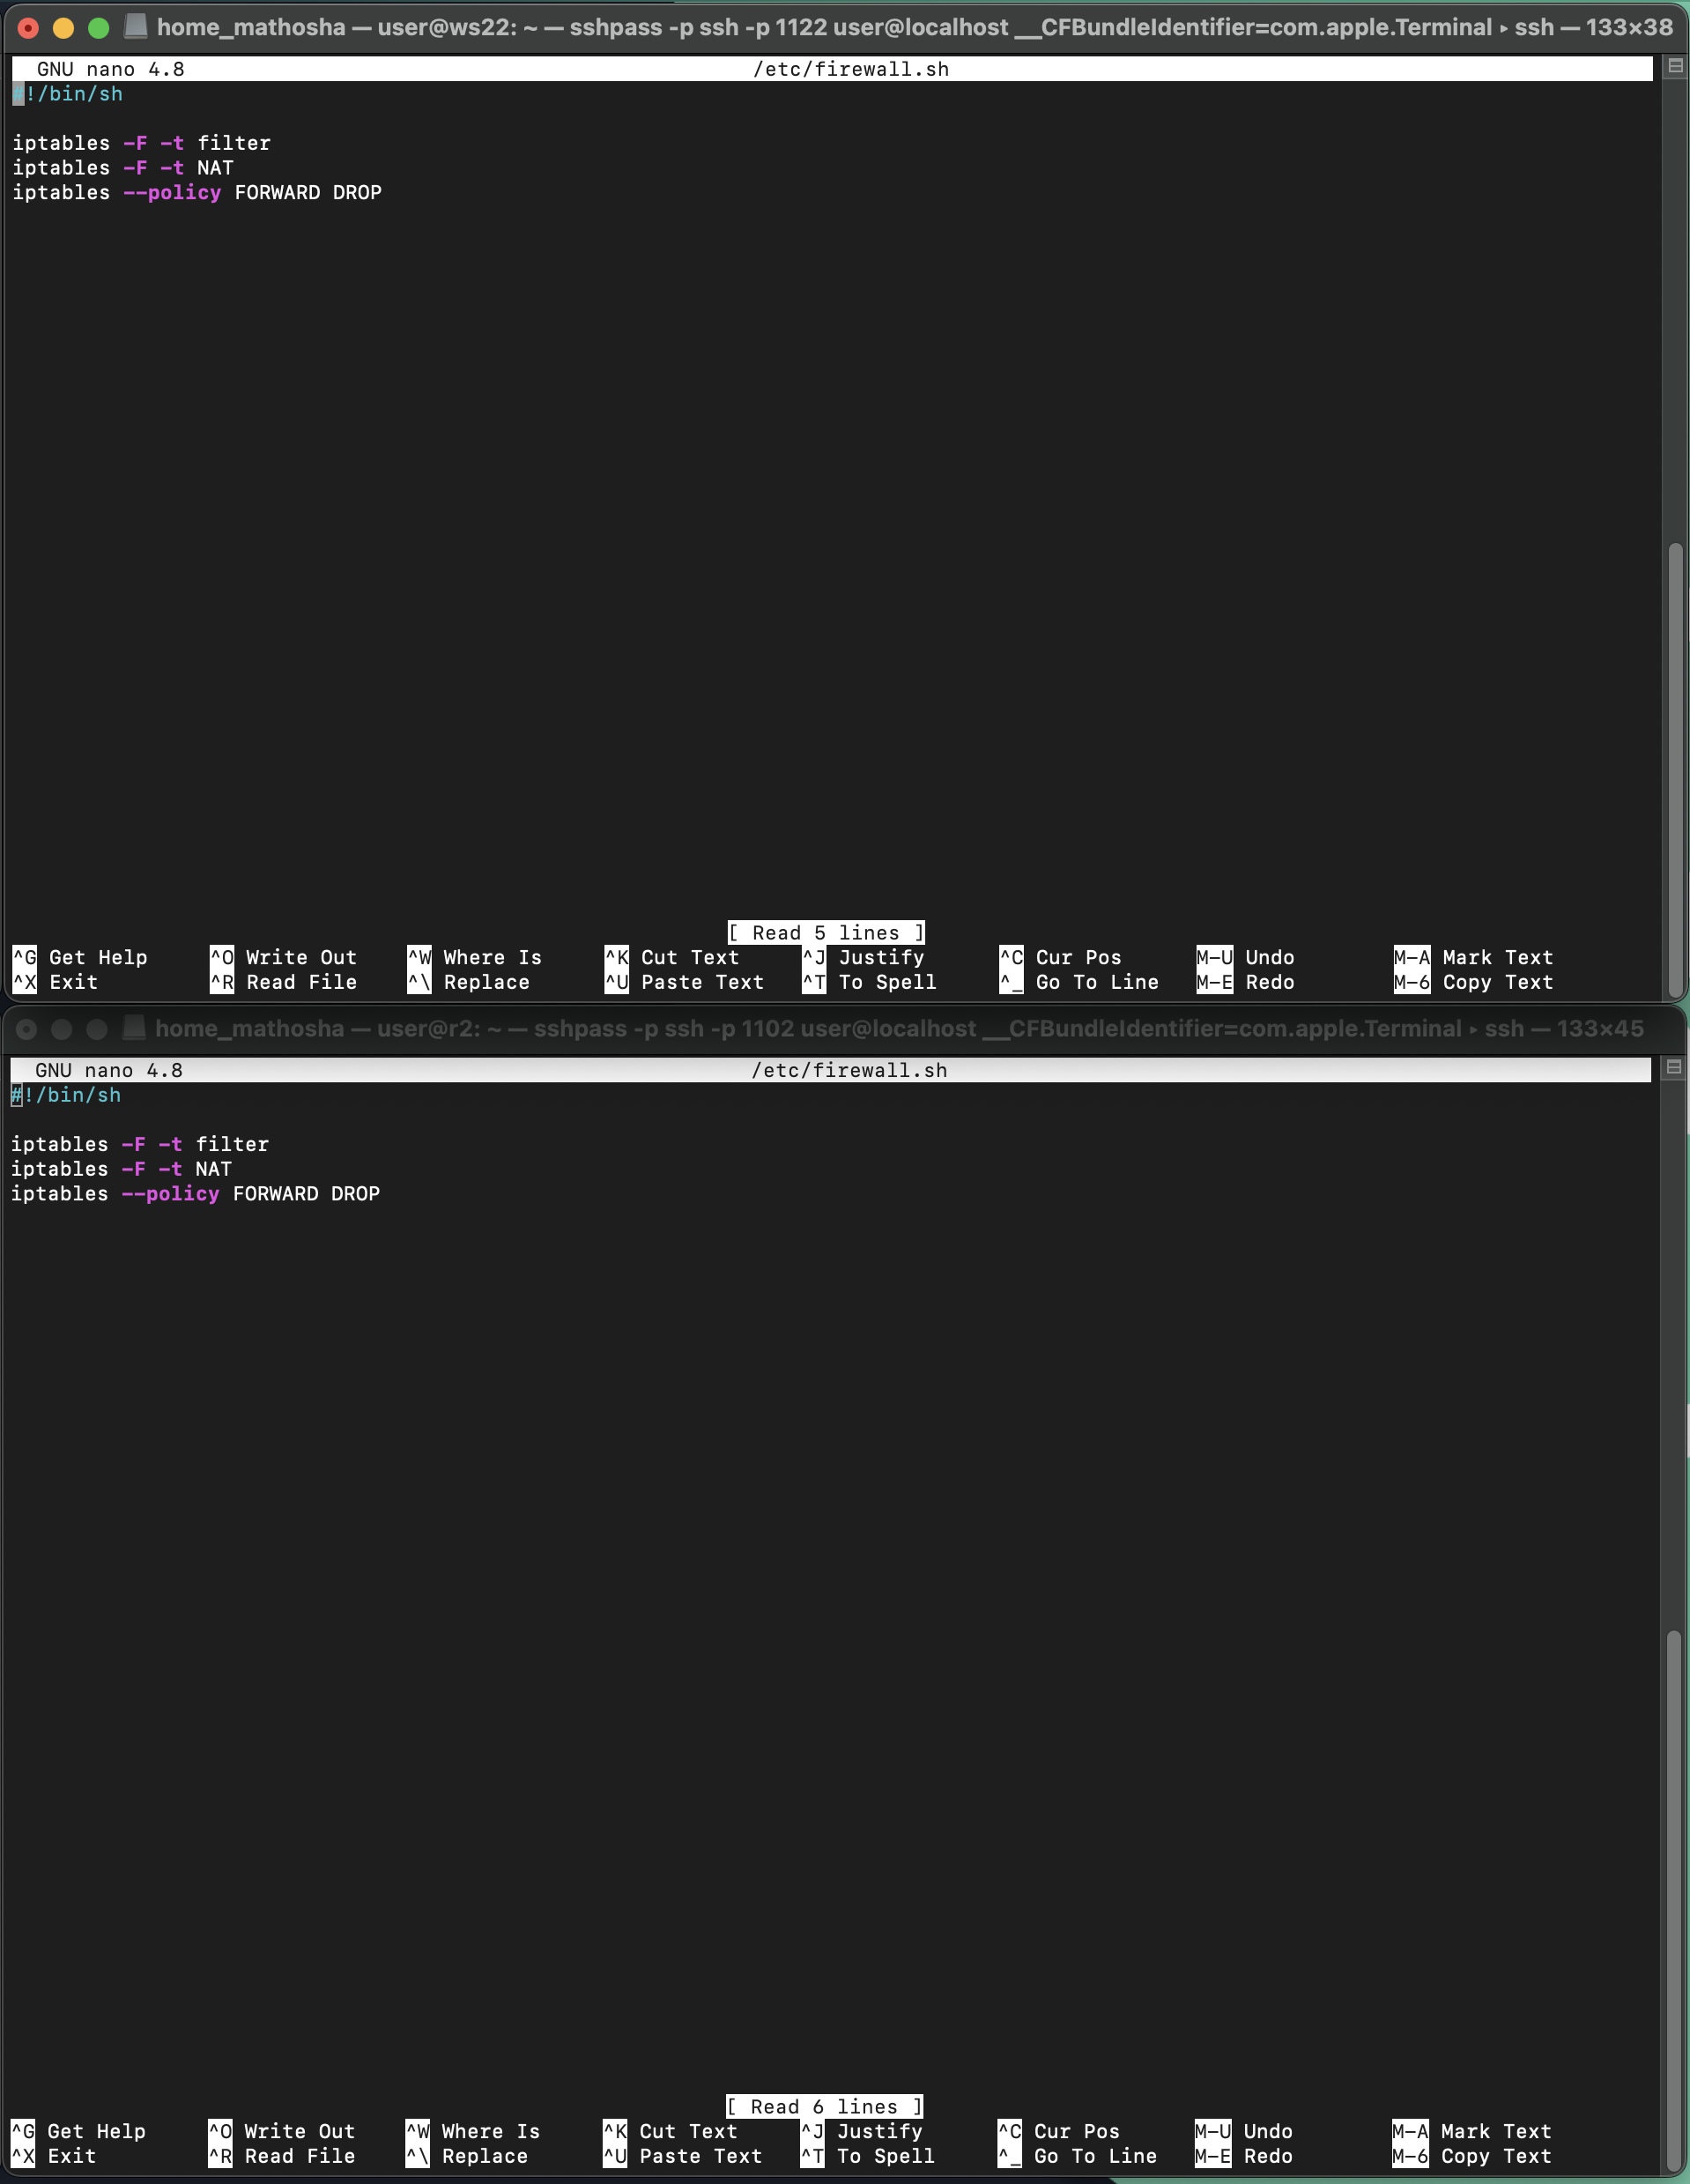 home_mathosha — user@ws22: ~ — sshpass -p ssh -p 1122 user@localhost __CFBundleIdentifier=com.apple.Terminal ▸ ssh — 133×38
GNU nano 4.8 /etc/firewall.sh
#!/bin/sh
iptables -F -t filter
iptables -F -t NAT
iptables --policy FORWARD DROP
[ Read 5 lines ]
^G Get Help ^O Write Out ^W Where Is ^K Cut Text ^J Justify ^C Cur Pos M-U Undo M-A Mark Text
^X Exit ^R Read File ^\ Replace ^U Paste Text ^T To Spell ^_ Go To Line M-E Redo M-6 Copy Text
home_mathosha — user@r2: ~ — sshpass -p ssh -p 1102 user@localhost __CFBundleIdentifier=com.apple.Terminal ▸ ssh — 133×45
GNU nano 4.8 /etc/firewall.sh
#!/bin/sh
iptables -F -t filter
iptables -F -t NAT
iptables --policy FORWARD DROP
[ Read 6 lines ]
^G Get Help ^O Write Out ^W Where Is ^K Cut Text ^J Justify ^C Cur Pos M-U Undo M-A Mark Text
^X Exit ^R Read File ^\ Replace ^U Paste Text ^T To Spell ^_ Go To Line M-E Redo M-6 Copy Text